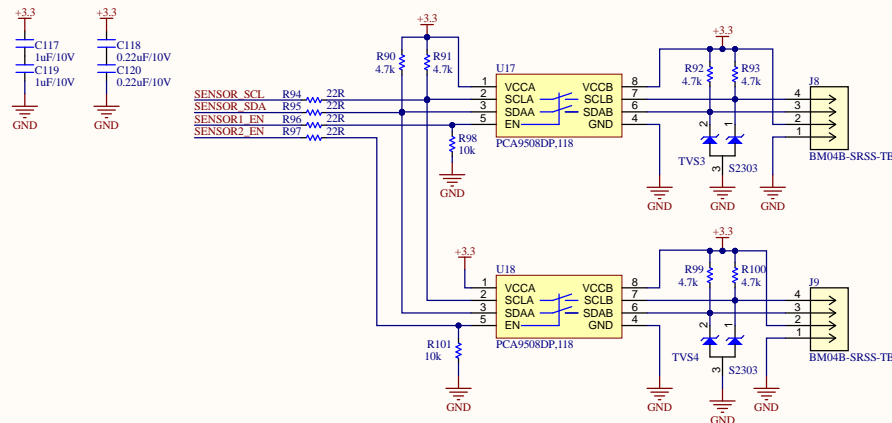 +3.3
C117
1uF/10V
C119
1uF/10V
GND
+3.3
C118
0.22uF/10V
C120
0.22uF/10V
GND
SENSOR_SCL R94 22R
SENSOR_SDA R95 22R
SENSOR1_EN R96 22R
SENSOR2_EN R97 22R
+3.3
R90
4.7k
R91
4.7k
R98
10k
GND
U17
1 VCCA VCCB 8
2 SCLA SCLB 7
3 SDAA SDAB 6
5 EN GND 4
PCA9508DP,118
GND
+3.3
R92
4.7k
R93
4.7k
2 1
TVS3
3
S2303
GND
GND
J8
4
3
2
1
BM04B-SRSS-TB
+3.3
U18
1 VCCA VCCB 8
2 SCLA SCLB 7
3 SDAA SDAB 6
5 EN GND 4
PCA9508DP,118
R101
10k
GND
GND
+3.3
R99
4.7k
R100
4.7k
2 1
TVS4
3
S2303
GND
GND
J9
4
3
2
1
BM04B-SRSS-TB